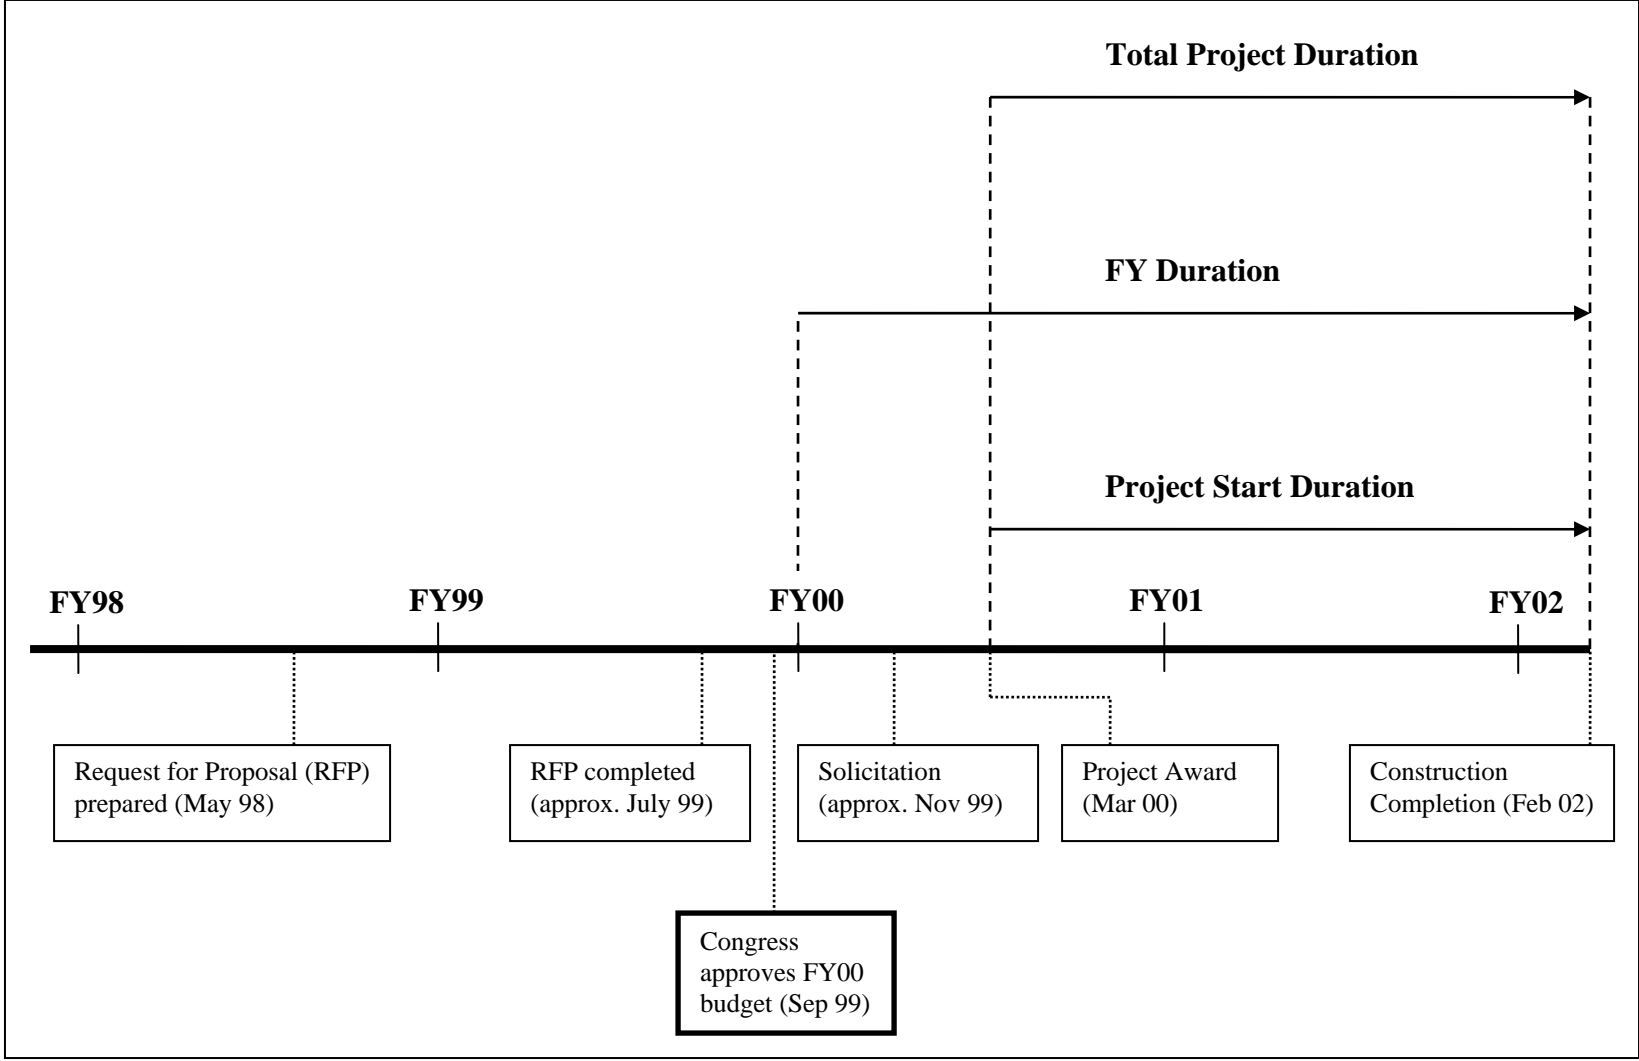 Total Project Duration
FY Duration
Project Start Duration
FY98
FY99
FY00
FY01
FY02
Request for Proposal (RFP)
prepared (May 98)
RFP completed
(approx. July 99)
Solicitation
(approx. Nov 99)
Project Award
(Mar 00)
Construction
Completion (Feb 02)
Congress
approves FY00
budget (Sep 99)